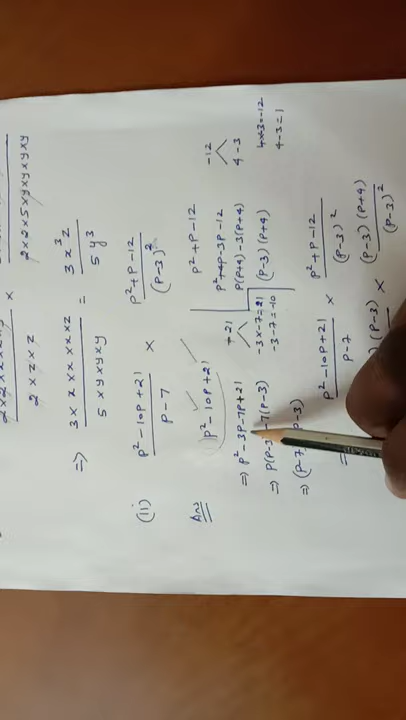 2 × 2 × 5 × y × y × y × y
2 × z × z ×
⇒ 3 × x × x × x × z / 5 × y × y × y = 3x³z / 5y³
(ii) p² - 10p + 21 / p - 7 × p² + p - 12 / (p - 3)²
Ans p² - 10p + 21
⇒ p² - 3p - 7p + 21
⇒ p(p - 7(p - 3)
⇒ (p - 7) p - 3)
+21
-3 × -7 = 21
-3 - 7 = -10
p² + p - 12
p² + 4p - 3p - 12
p(p + 4) - 3(p + 4)
(p - 3) (p + 4)
-12
4 - 3
4 × -3 = -12
4 - 3 = 1
p² - 10p + 21 / p - 7 × p² + p - 12 / (p - 3)²
= (p - 3) × (p - 3) (p + 4) / (p - 3)²